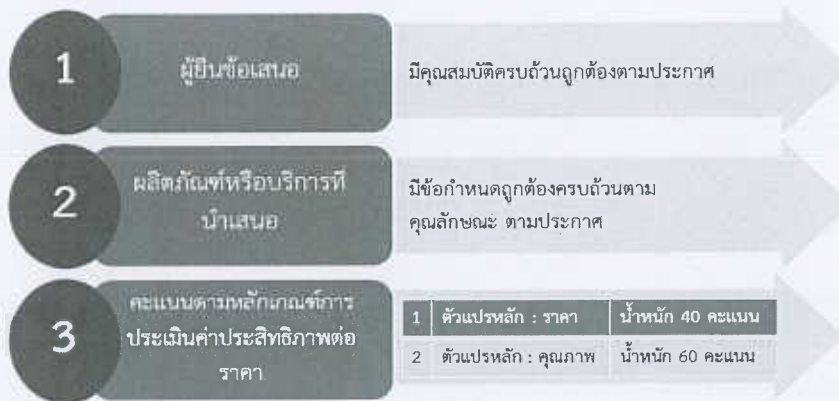 1
ผู้ยื่นข้อเสนอ
มีคุณสมบัติครบถ้วนถูกต้องตามประกาศ
2
ผลิตภัณฑ์หรือบริการที่
นำเสนอ
มีข้อกำหนดถูกต้องครบถ้วนตาม
คุณลักษณะ ตามประกาศ
3
คะแนนตามหลักเกณฑ์การ
ประเมินค่าประสิทธิภาพต่อ
ราคา
1 ตัวแปรหลัก : ราคา น้ำหนัก 40 คะแนน
2 ตัวแปรหลัก : คุณภาพ น้ำหนัก 60 คะแนน